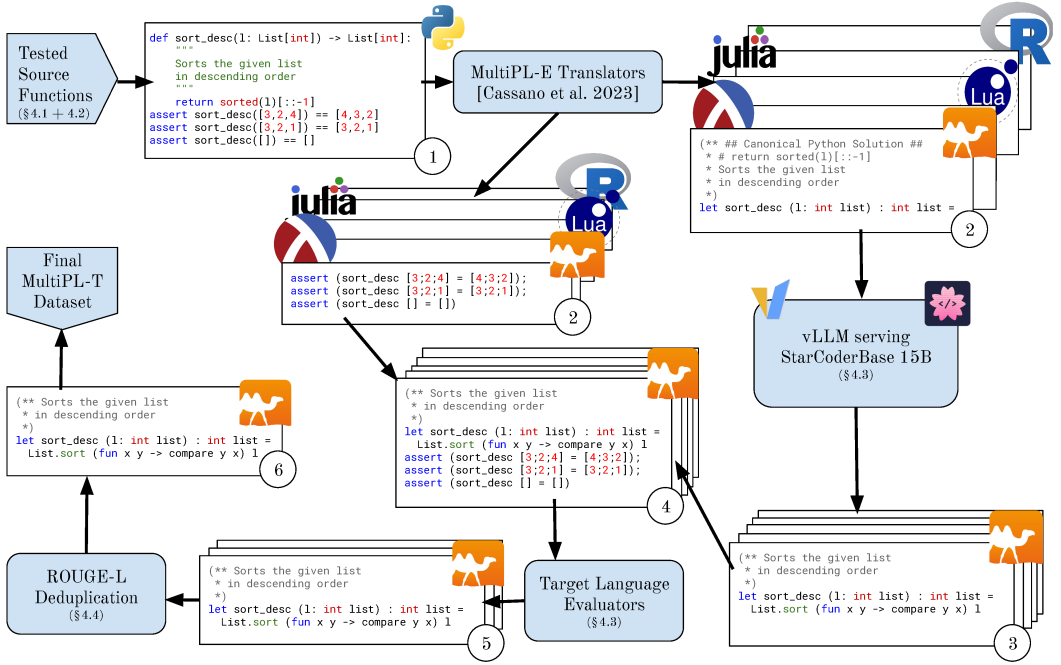 Tested
Source
Functions
(§4.1 + 4.2)
def sort_desc(l: List[int]) -> List[int]:
"""
Sorts the given list
in descending order
"""
return sorted(l)[::-1]
assert sort_desc([3,2,4]) == [4,3,2]
assert sort_desc([3,2,1]) == [3,2,1]
assert sort_desc([]) == []
1
MultiPL-E Translators
[Cassano et al. 2023]
julia
R
Lua
(** ## Canonical Python Solution ##
* # return sorted(l)[::-1]
* Sorts the given list
* in descending order
*)
let sort_desc (l: int list) : int list =
2
julia
R
Lua
assert (sort_desc [3;2;4] = [4;3;2]);
assert (sort_desc [3;2;1] = [3;2;1]);
assert (sort_desc [] = [])
2
vLLM serving
StarCoderBase 15B
(§4.3)
</>
(** Sorts the given list
* in descending order
*)
let sort_desc (l: int list) : int list =
List.sort (fun x y -> compare y x) l
3
(** Sorts the given list
* in descending order
*)
let sort_desc (l: int list) : int list =
List.sort (fun x y -> compare y x) l
assert (sort_desc [3;2;4] = [4;3;2]);
assert (sort_desc [3;2;1] = [3;2;1]);
assert (sort_desc [] = [])
4
Target Language
Evaluators
(§4.3)
(** Sorts the given list
* in descending order
*)
let sort_desc (l: int list) : int list =
List.sort (fun x y -> compare y x) l
5
ROUGE-L
Deduplication
(§4.4)
(** Sorts the given list
* in descending order
*)
let sort_desc (l: int list) : int list =
List.sort (fun x y -> compare y x) l
6
Final
MultiPL-T
Dataset